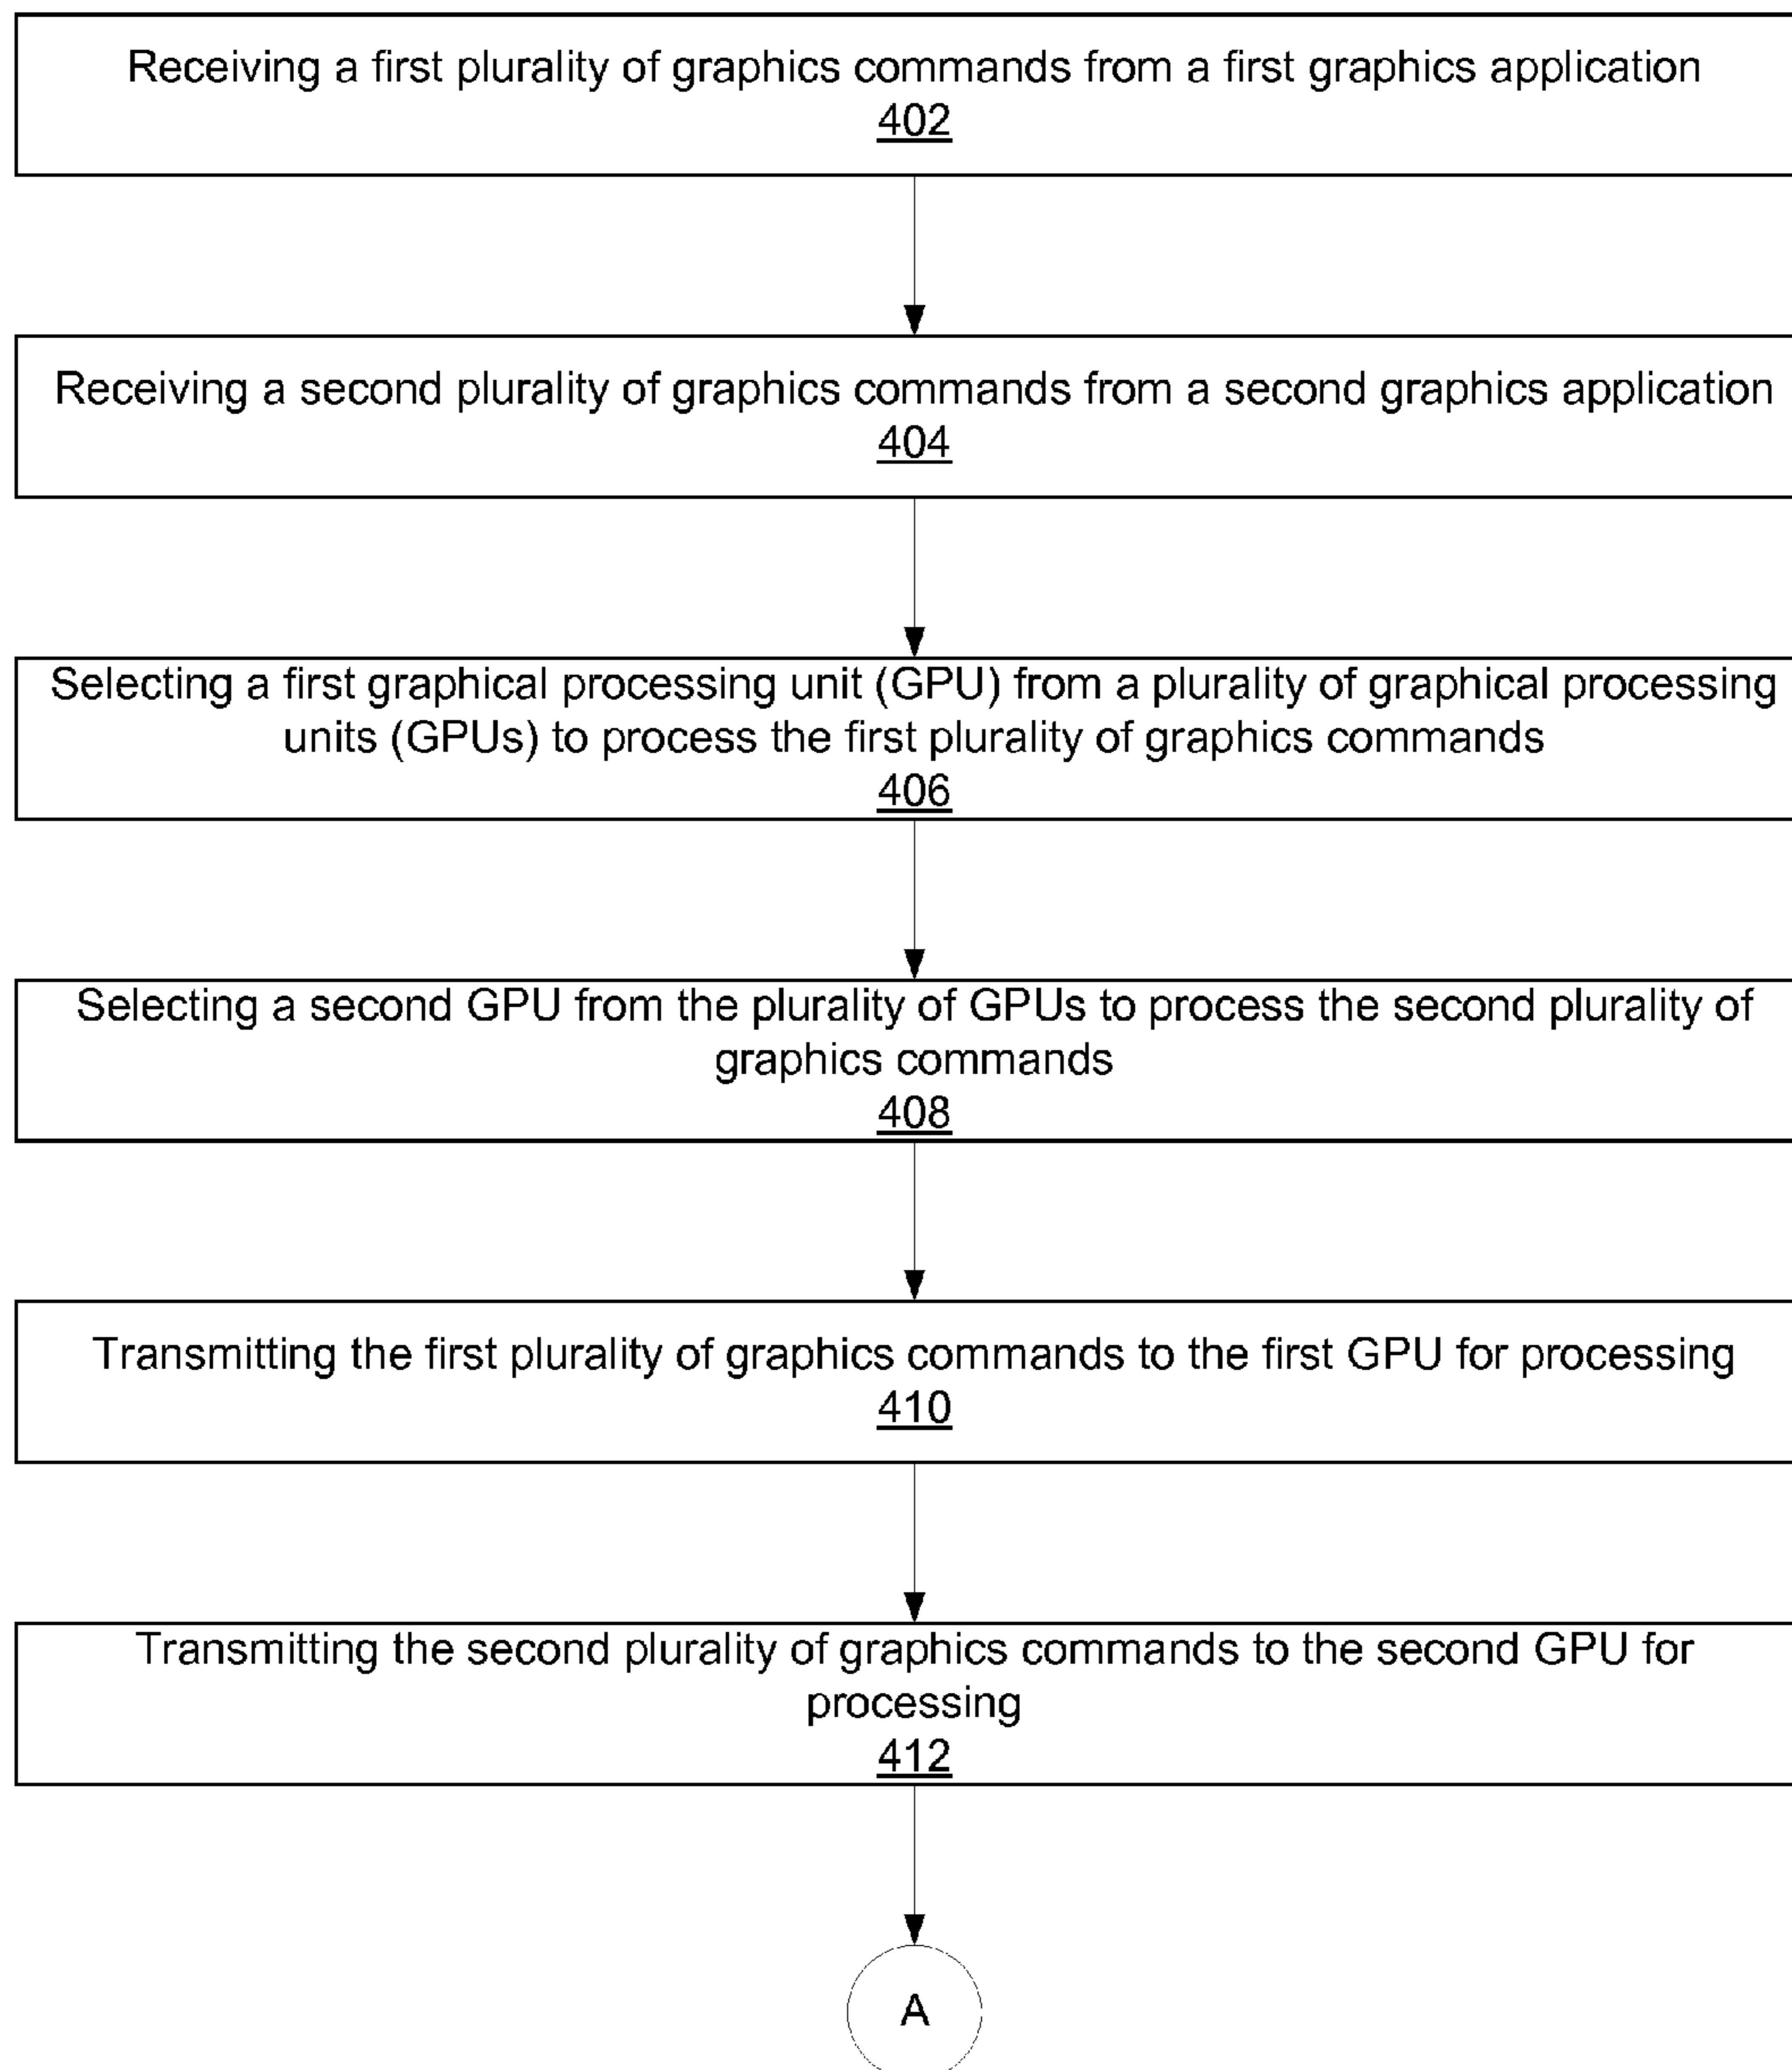 Receiving a first plurality of graphics commands from a first graphics application
402
Receiving a second plurality of graphics commands from a second graphics application
404
Selecting a first graphical processing unit (GPU) from a plurality of graphical processing
units (GPUs) to process the first plurality of graphics commands
406
Selecting a second GPU from the plurality of GPUs to process the second plurality of
graphics commands
408
Transmitting the first plurality of graphics commands to the first GPU for processing
410
Transmitting the second plurality of graphics commands to the second GPU for
processing
412
A